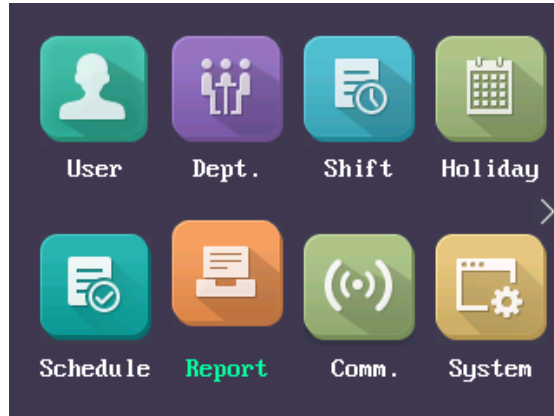 User Dept. Shift Holiday
Schedule Report Comm. System